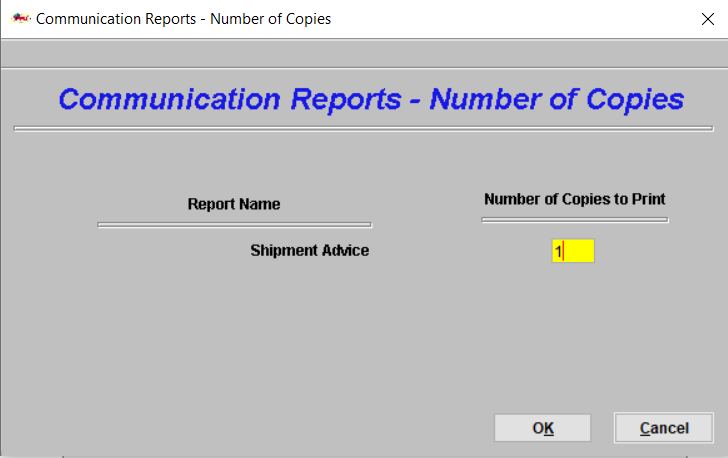 Communication Reports - Number of Copies
Communication Reports - Number of Copies
Report Name
Number of Copies to Print
Shipment Advice
1
OK
Cancel